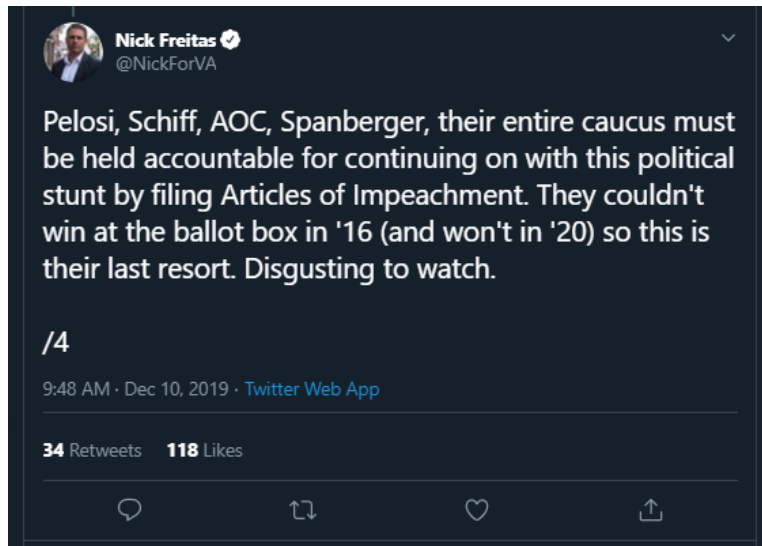 Nick Freitas
@NickForVA
Pelosi, Schiff, AOC, Spanberger, their entire caucus must
be held accountable for continuing on with this political
stunt by filing Articles of Impeachment. They couldn't
win at the ballot box in '16 (and won't in '20) so this is
their last resort. Disgusting to watch.
/4
9:48 AM · Dec 10, 2019 · Twitter Web App
34 Retweets 118 Likes